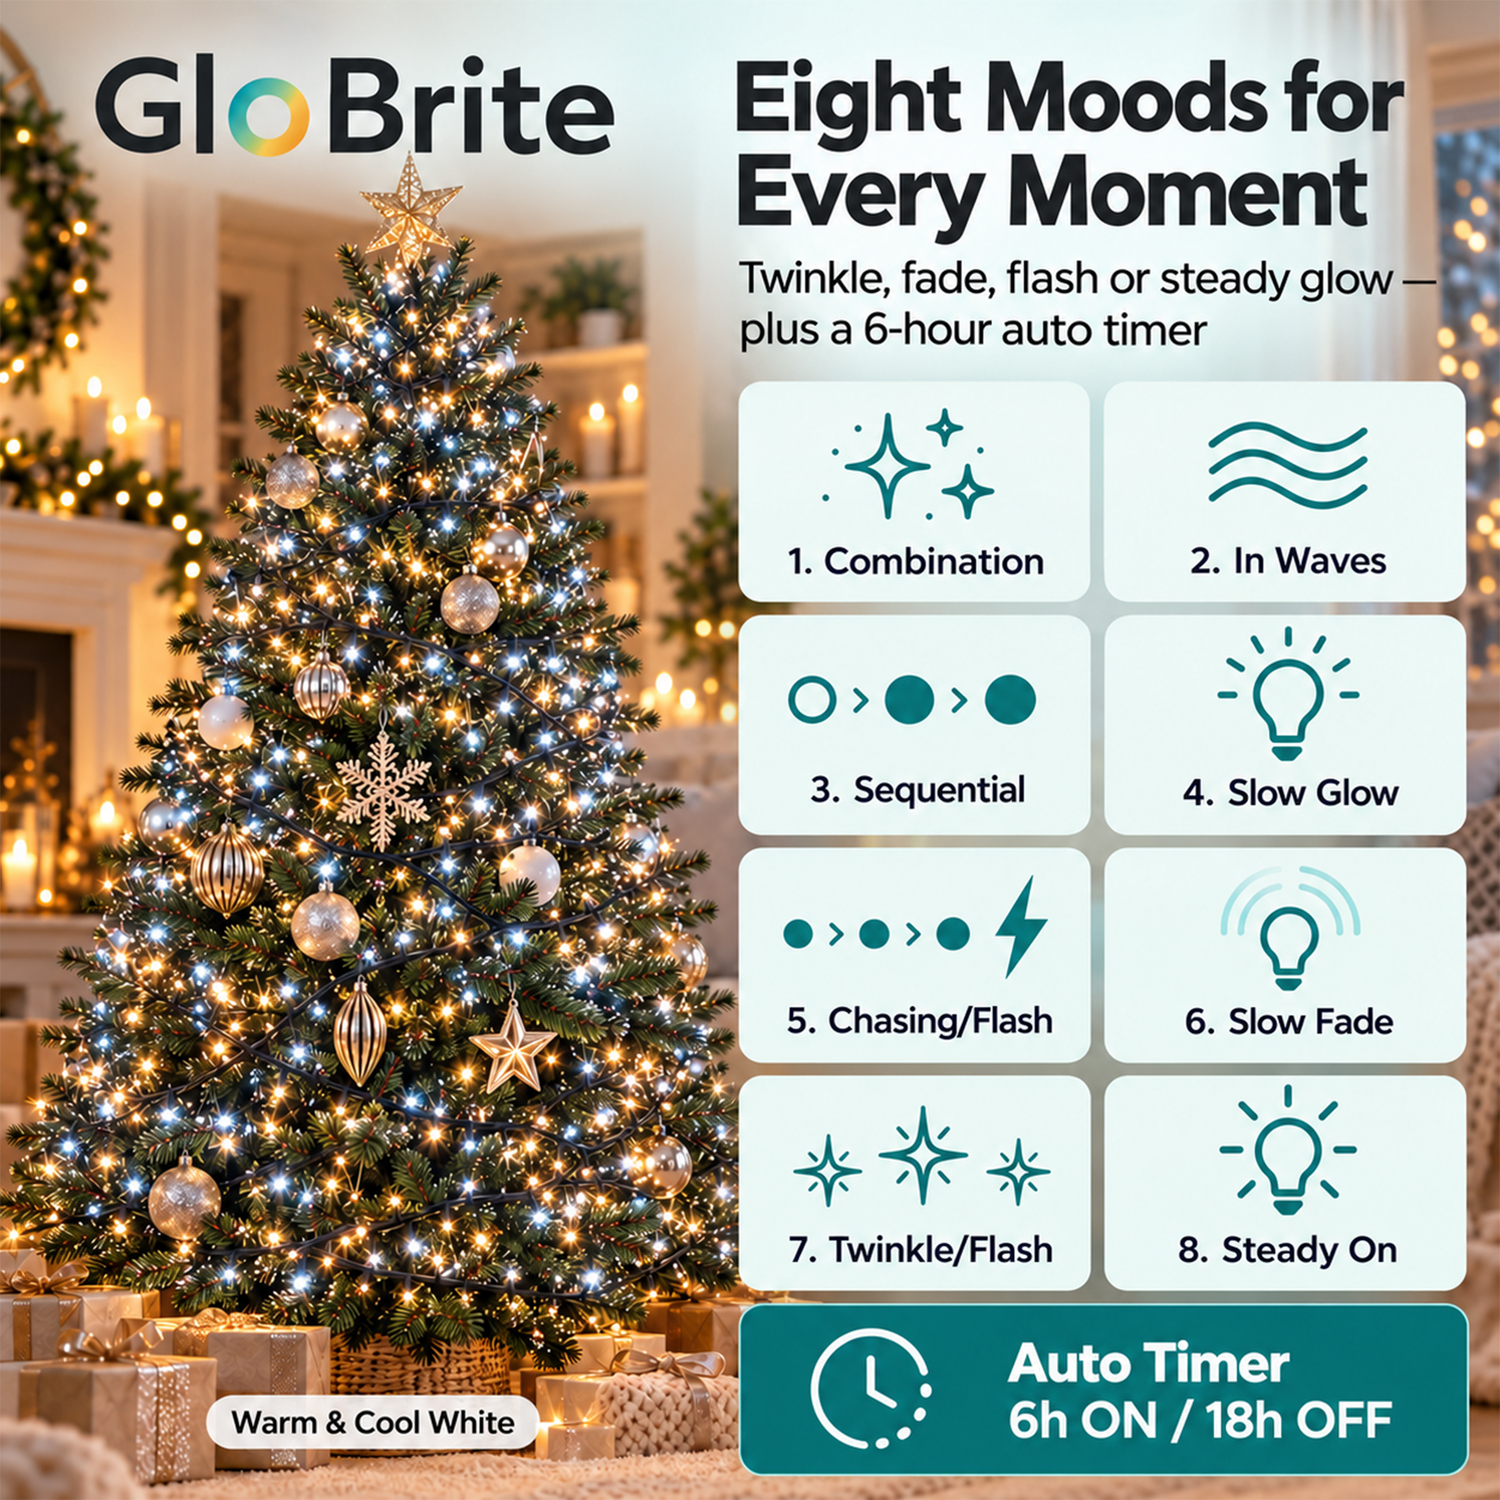 GloBrite
Eight Moods for
Every Moment
Twinkle, fade, flash or steady glow —
plus a 6-hour auto timer
1. Combination
2. In Waves
3. Sequential
4. Slow Glow
5. Chasing/Flash
6. Slow Fade
7. Twinkle/Flash
8. Steady On
Auto Timer
6h ON / 18h OFF
Warm & Cool White